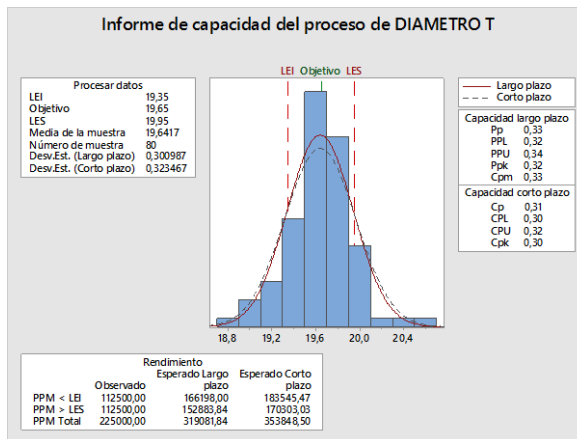 Informe de capacidad del proceso de DIAMETRO T
Procesar datos
LEI 19,35
Objetivo 19,65
LES 19,95
Media de la muestra 19,6417
Número de muestra 80
Desv.Est. (Largo plazo) 0,300987
Desv.Est. (Corto plazo) 0,323467
LEI Objetivo LES
18,8 19,2 19,6 20,0 20,4
Largo plazo
Corto plazo
Capacidad largo plazo
Pp 0,33
PPL 0,32
PPU 0,34
Ppk 0,32
Cpm 0,33
Capacidad corto plazo
Cp 0,31
CPL 0,30
CPU 0,32
Cpk 0,30
Rendimiento
Esperado Largo Esperado Corto
Observado plazo plazo
PPM < LEI 112500,00 166198,00 183545,47
PPM > LES 112500,00 152883,84 170303,03
PPM Total 225000,00 319081,84 353848,50